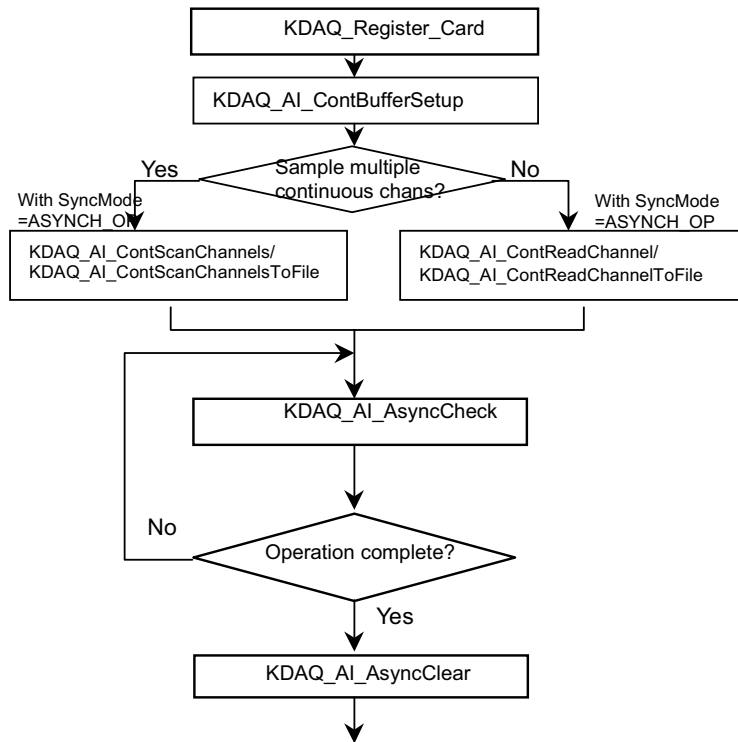 KDAQ_Register_Card
KDAQ_AI_ContBufferSetup
Yes
Sample multiple
continuous chans?
No
With SyncMode
=ASYNCH_OP
KDAQ_AI_ContScanChannels/
KDAQ_AI_ContScanChannelsToFile
With SyncMode
=ASYNCH_OP
KDAQ_AI_ContReadChannel/
KDAQ_AI_ContReadChannelToFile
KDAQ_AI_AsyncCheck
No
Operation complete?
Yes
KDAQ_AI_AsyncClear